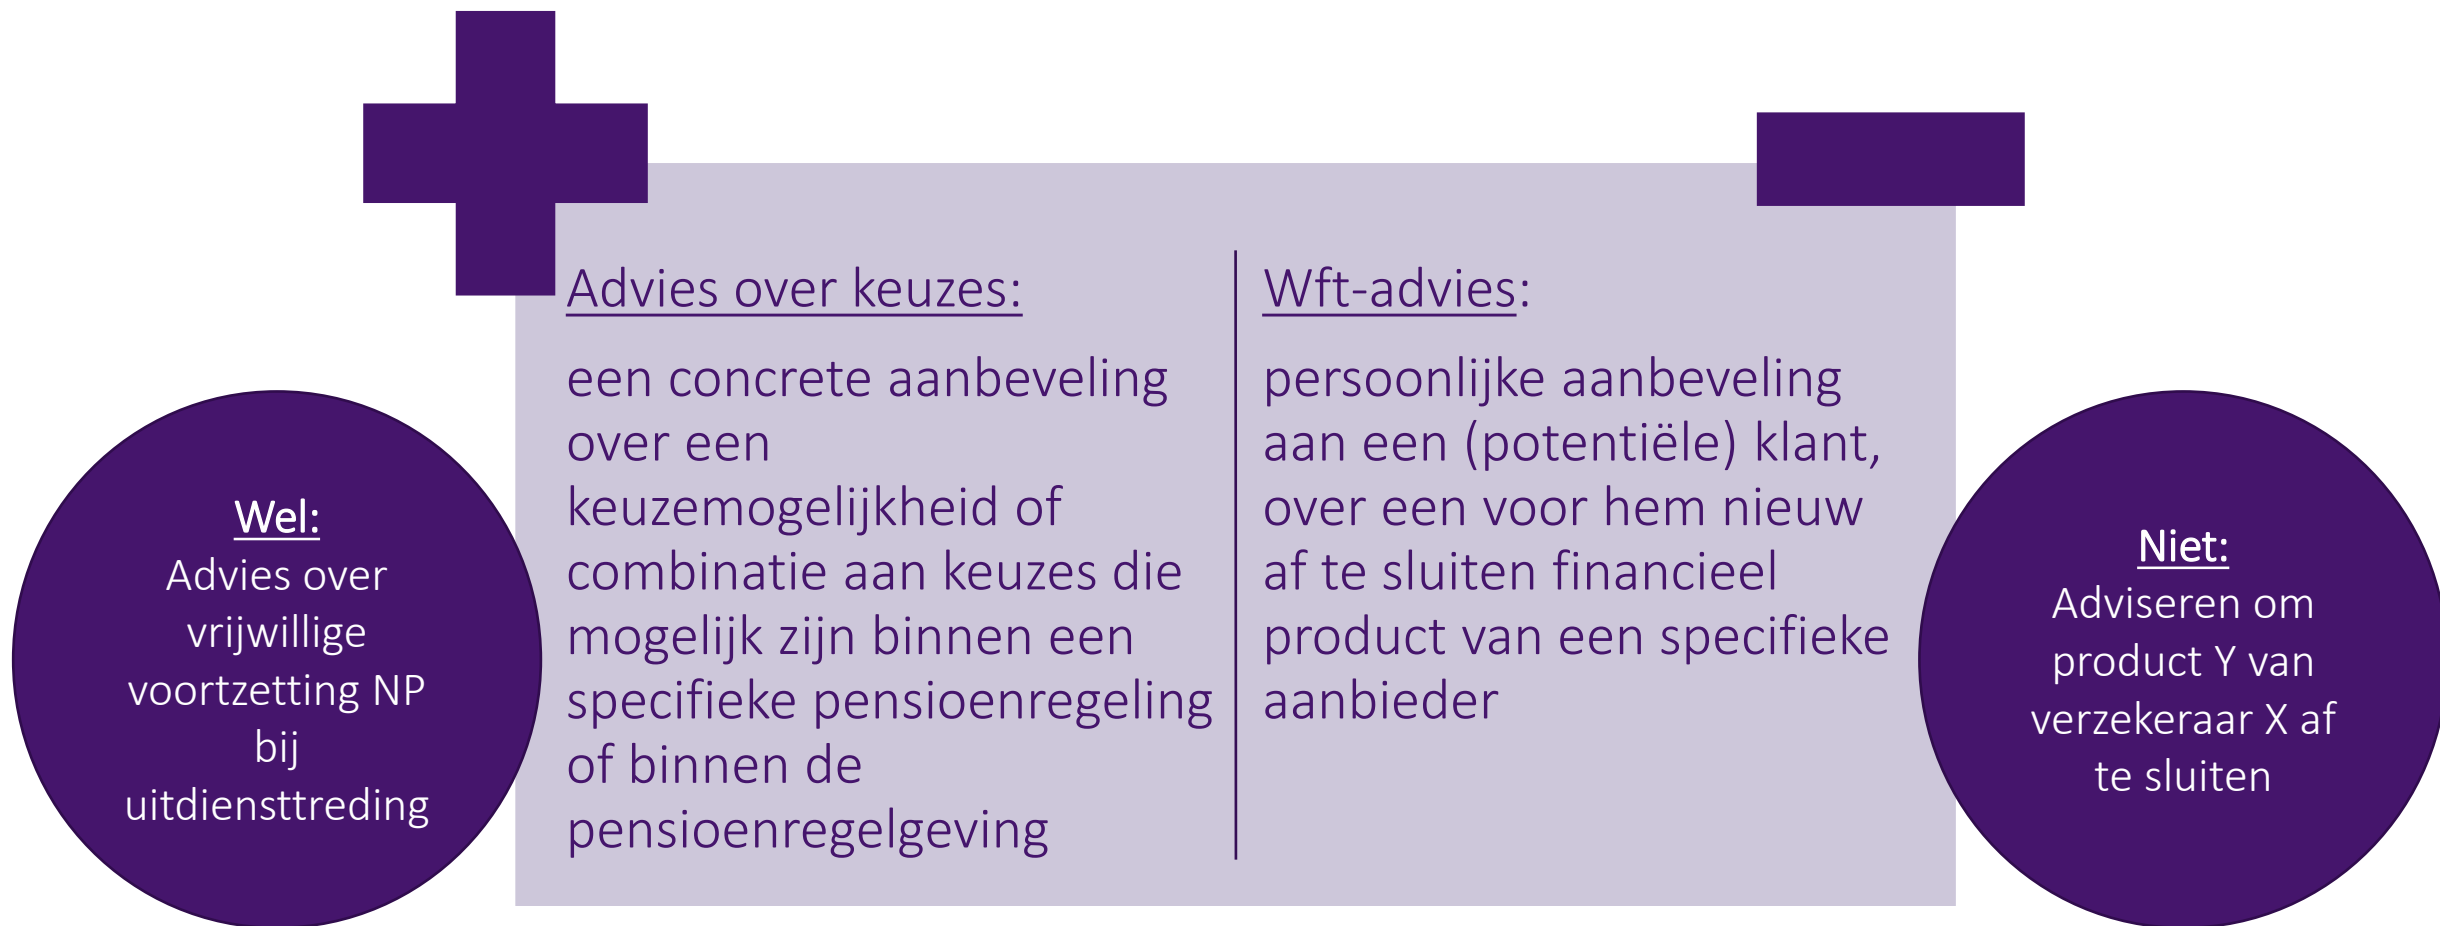 Wel:
Advies over
vrijwillige
voortzetting NP
bij
uitdiensttreding
Advies over keuzes:
een concrete aanbeveling
over een
keuzemogelijkheid of
combinatie aan keuzes die
mogelijk zijn binnen een
specifieke pensioenregeling
of binnen de
pensioenregelgeving
Wft-advies:
persoonlijke aanbeveling
aan een (potentiële) klant,
over een voor hem nieuw
af te sluiten financieel
product van een specifieke
aanbieder
Niet:
Adviseren om
product Y van
verzekeraar X af
te sluiten